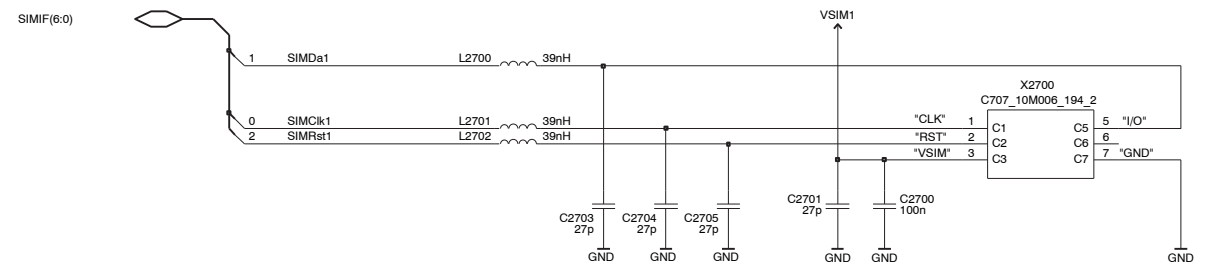 SIMIF(6:0)
VSIM1
1 SIMDa1 L2700 39nH
X2700
C707_10M006_194_2
0 SIMClk1 L2701 39nH "CLK" 1 C1 C5 5 "I/O"
2 SIMRst1 L2702 39nH "RST" 2 C2 C6 6
"VSIM" 3 C3 C7 7 "GND"
C2703 27p
C2704 27p
C2705 27p
C2701 27p
C2700 100n
GND GND GND GND GND GND